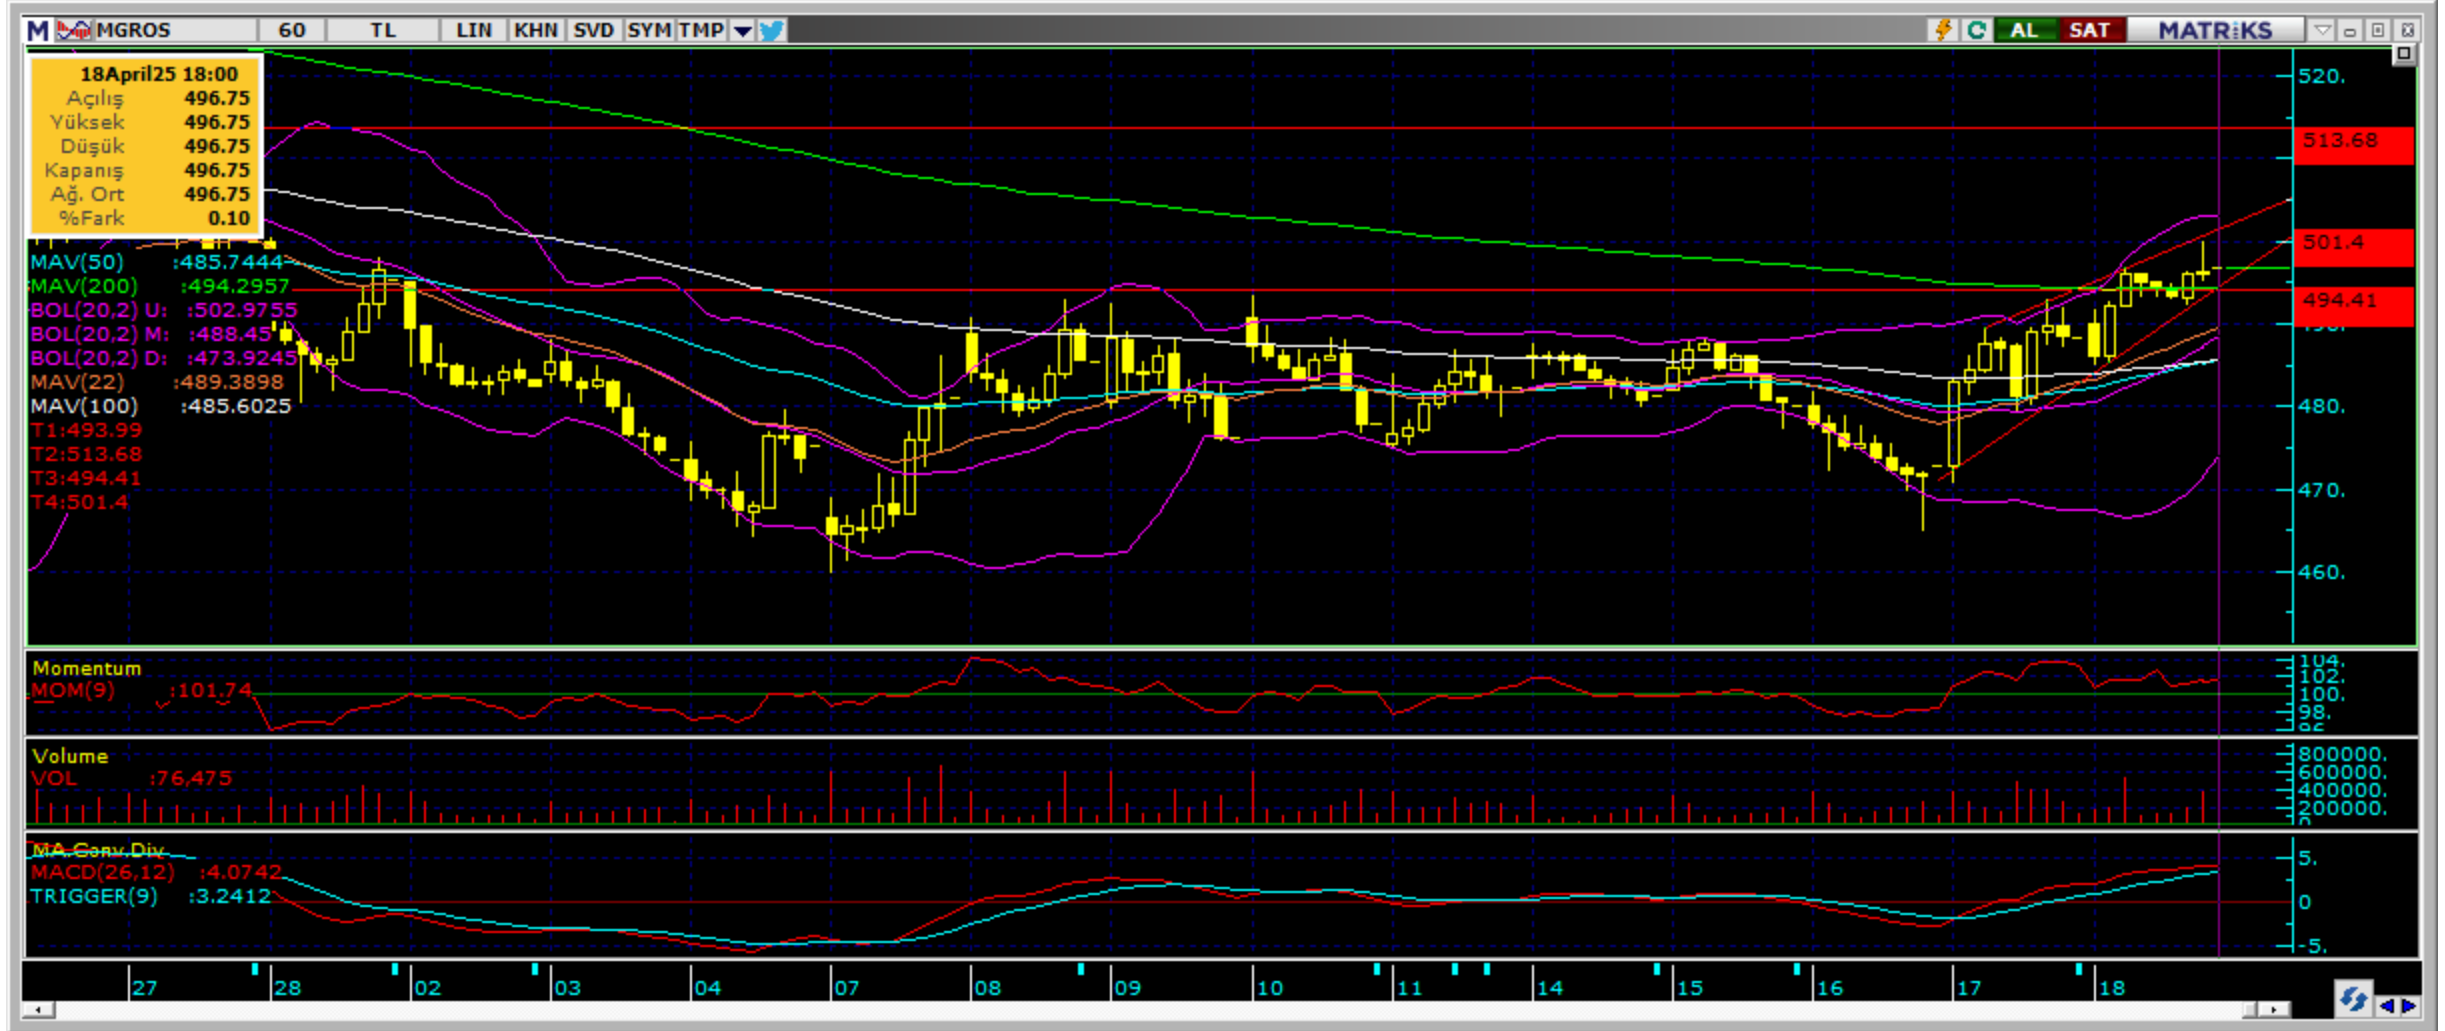 M MGROS 60 TL LIN KHN SVD SYM TMP AL SAT MATRiKS
18April25 18:00
Açılış 496.75
Yüksek 496.75
Düşük 496.75
Kapanış 496.75
Ağ. Ort 496.75
%Fark 0.10
MAV(50) :485.7444
MAV(200) :494.2957
BOL(20,2) U: :502.9755
BOL(20,2) M: :488.45
BOL(20,2) D: :473.9245
MAV(22) :489.3898
MAV(100) :485.6025
T1:493.99
T2:513.68
T3:494.41
T4:501.4
520.
513.68
501.4
494.41
490.
480.
470.
460.
Momentum
MOM(9) :101.74
104.
102.
100.
98.
Volume
VOL :76,475
800000.
600000.
400000.
200000.
0
MA.Conv.Div
MACD(26,12) :4.0742
TRIGGER(9) :3.2412
5.
0
-5.
27 28 02 03 04 07 08 09 10 11 14 15 16 17 18